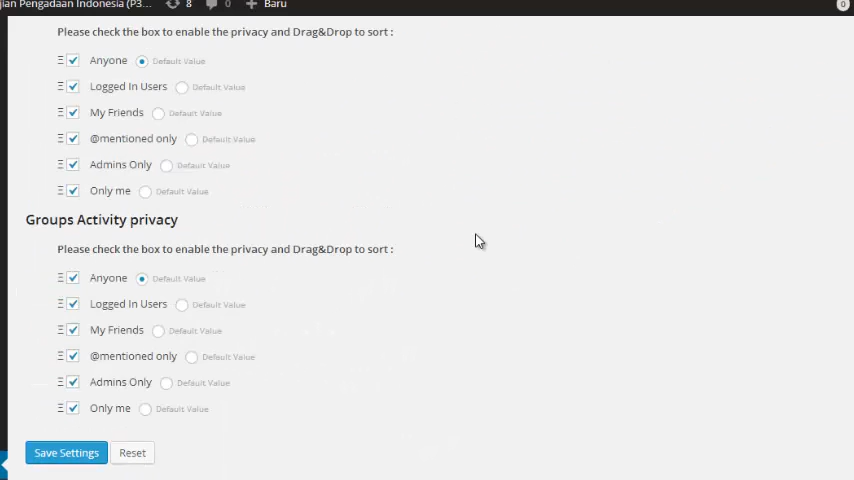 jian Pengadaan Indonesia (P3... 8 0 + Baru 0
Please check the box to enable the privacy and Drag&Drop to sort :
Anyone Default Value
Logged In Users Default Value
My Friends Default Value
@mentioned only Default Value
Admins Only Default Value
Only me Default Value
Groups Activity privacy
Please check the box to enable the privacy and Drag&Drop to sort :
Anyone Default Value
Logged In Users Default Value
My Friends Default Value
@mentioned only Default Value
Admins Only Default Value
Only me Default Value
Save Settings Reset